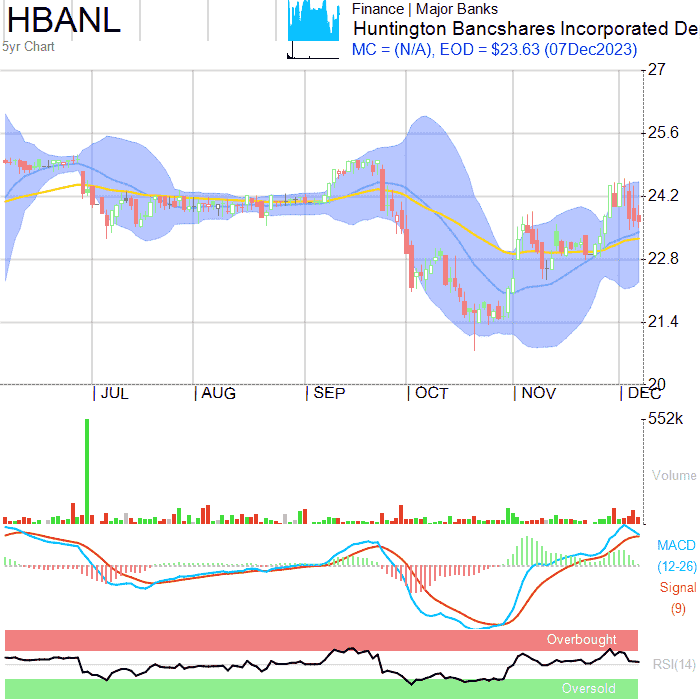 HBANL
5yr Chart
Finance | Major Banks
Huntington Bancshares Incorporated De
MC = (N/A), EOD = $23.63 (07Dec2023)
27
25.6
24.2
22.8
21.4
20
JUL AUG SEP OCT NOV DEC
552k
Volume
MACD
(12-26)
Signal
(9)
Overbought
RSI(14)
Oversold